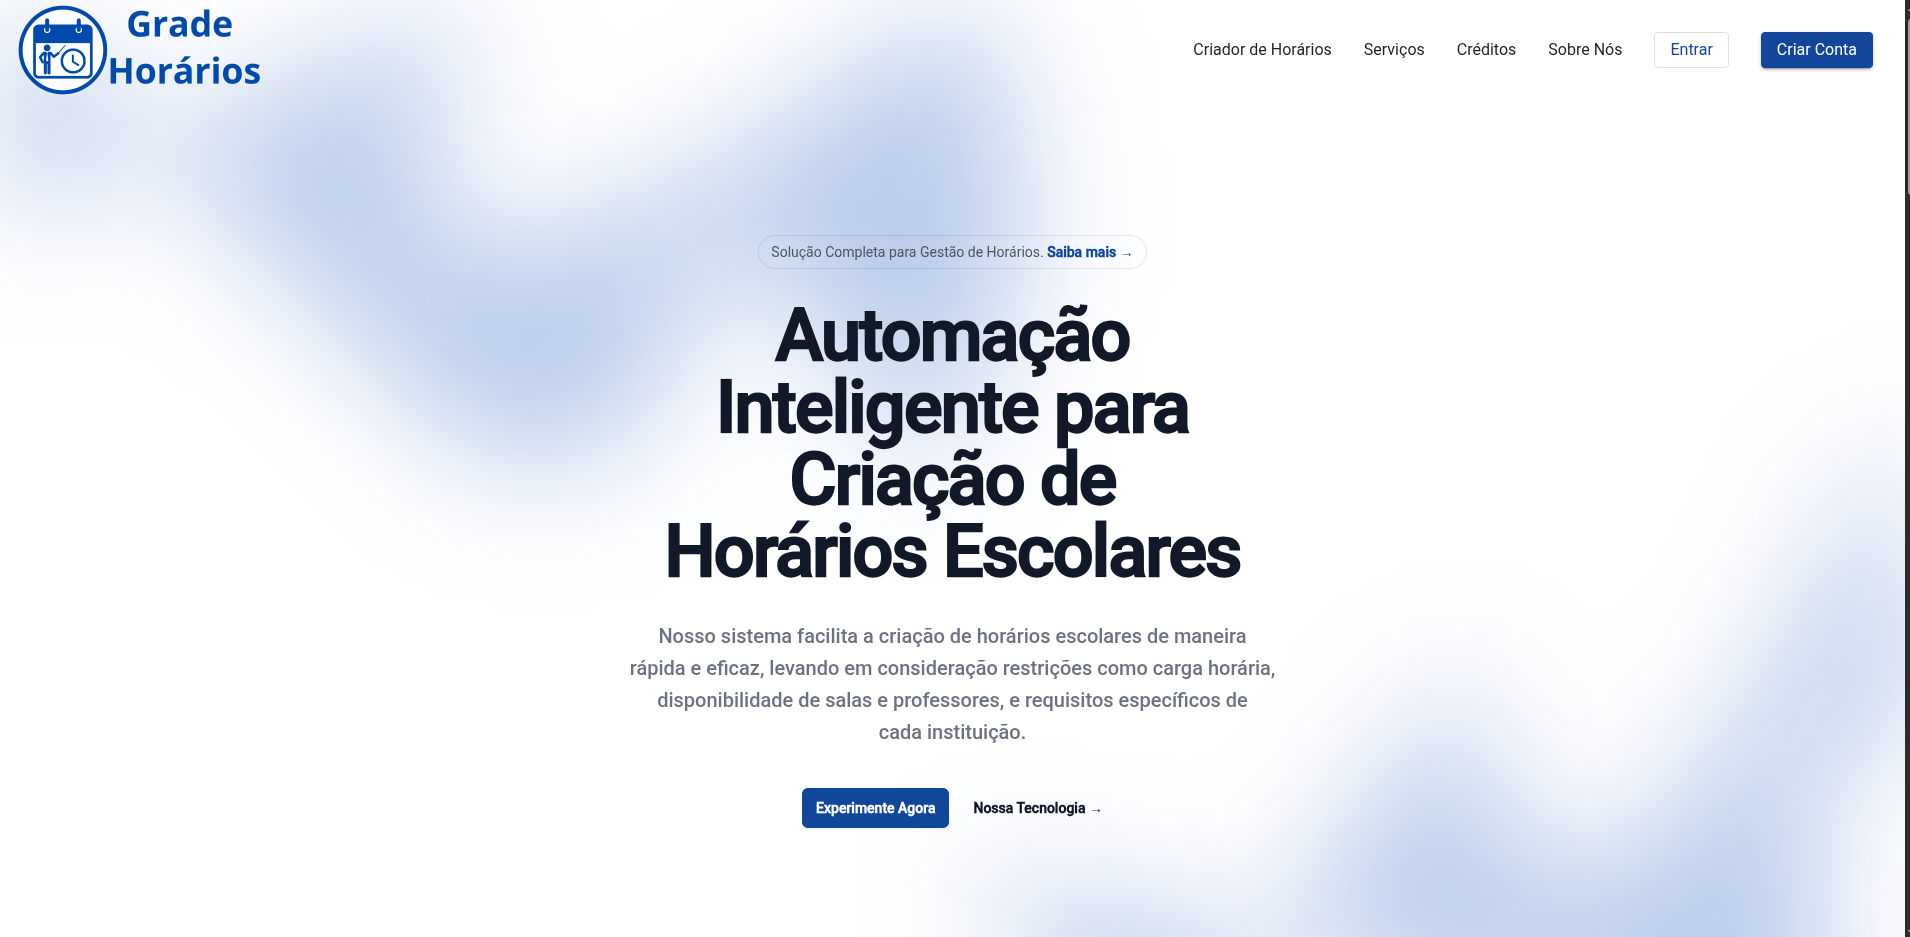 Grade
Horários
Criador de Horários
Serviços
Créditos
Sobre Nós
Entrar
Criar Conta
Solução Completa para Gestão de Horários. Saiba mais →
Automação
Inteligente para
Criação de
Horários Escolares
Nosso sistema facilita a criação de horários escolares de maneira
rápida e eficaz, levando em consideração restrições como carga horária,
disponibilidade de salas e professores, e requisitos específicos de
cada instituição.
Experimente Agora
Nossa Tecnologia →